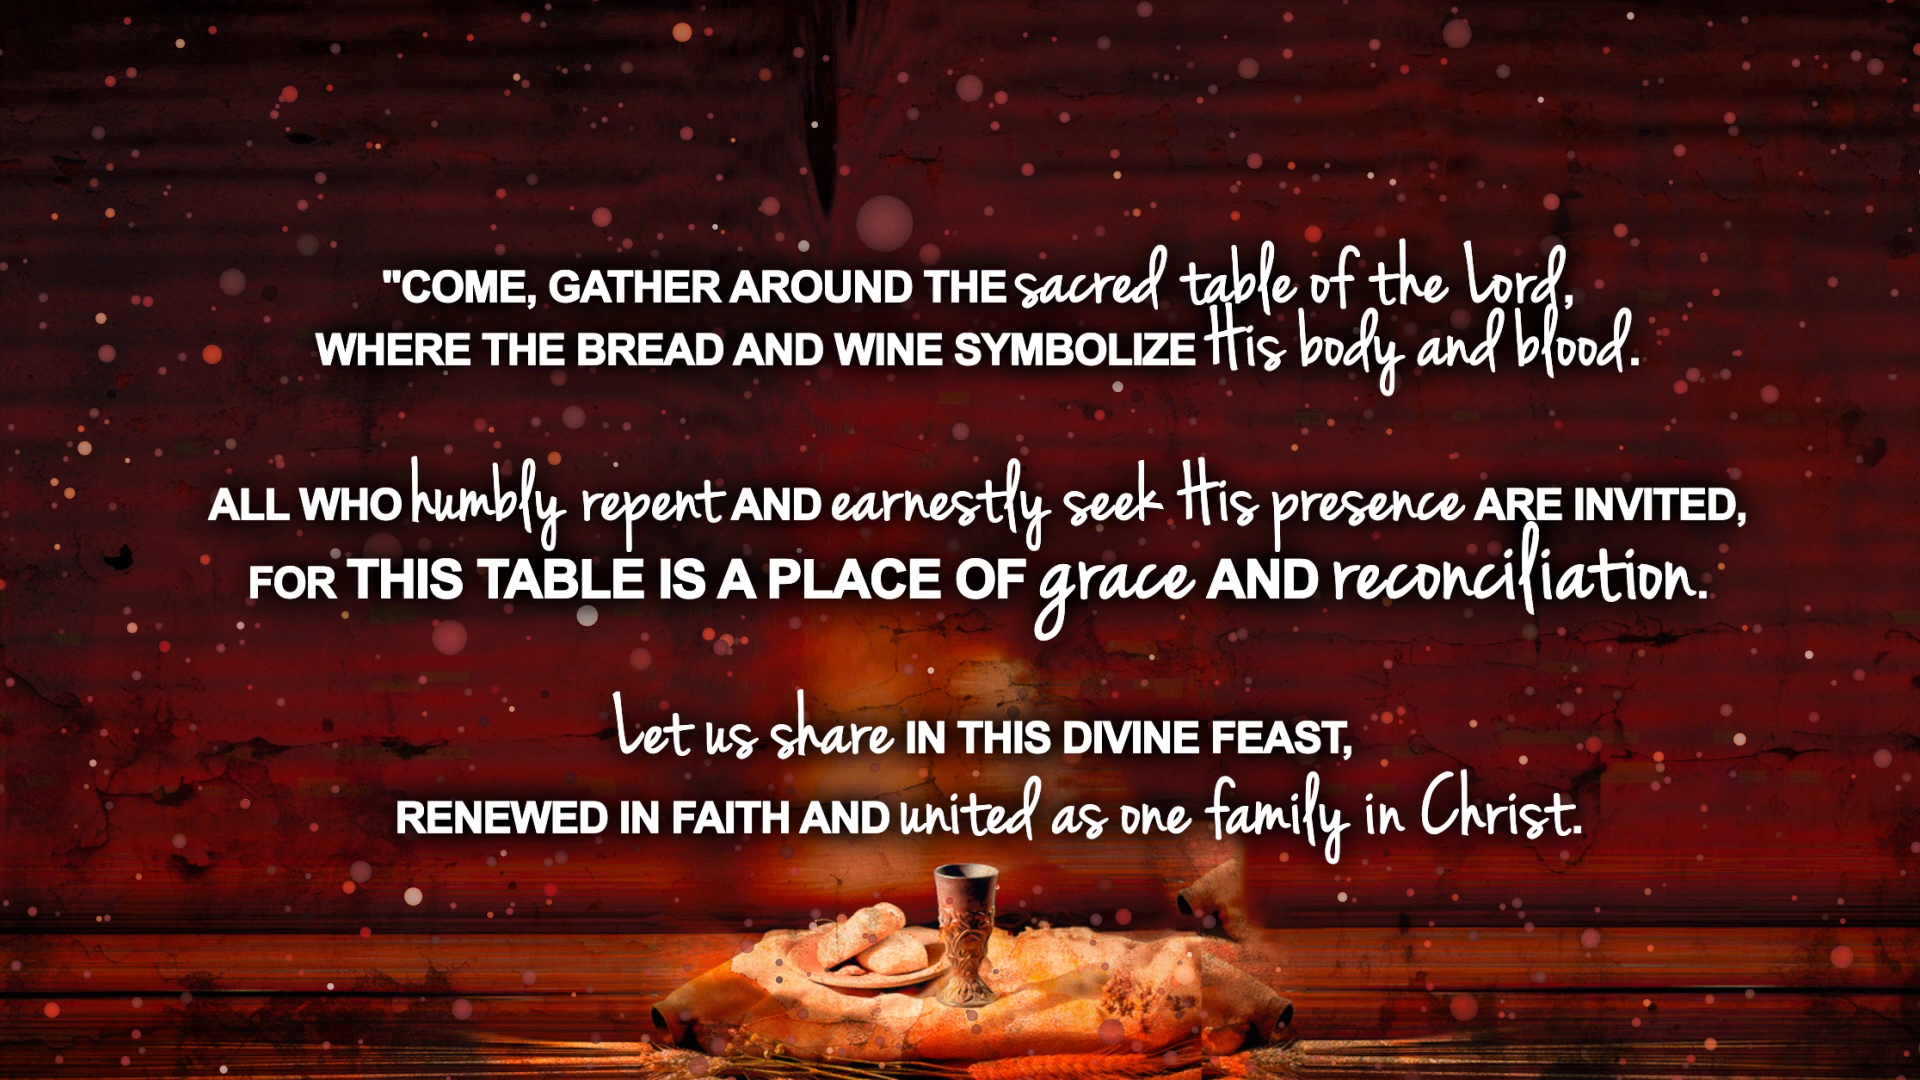 "COME, GATHER AROUND THE sacred table of the Lord,
WHERE THE BREAD AND WINE SYMBOLIZE His body and blood.
ALL WHO humbly repent AND earnestly seek His presence ARE INVITED,
FOR THIS TABLE IS A PLACE OF grace AND reconciliation.
Let us share IN THIS DIVINE FEAST,
RENEWED IN FAITH AND united as one family in Christ.